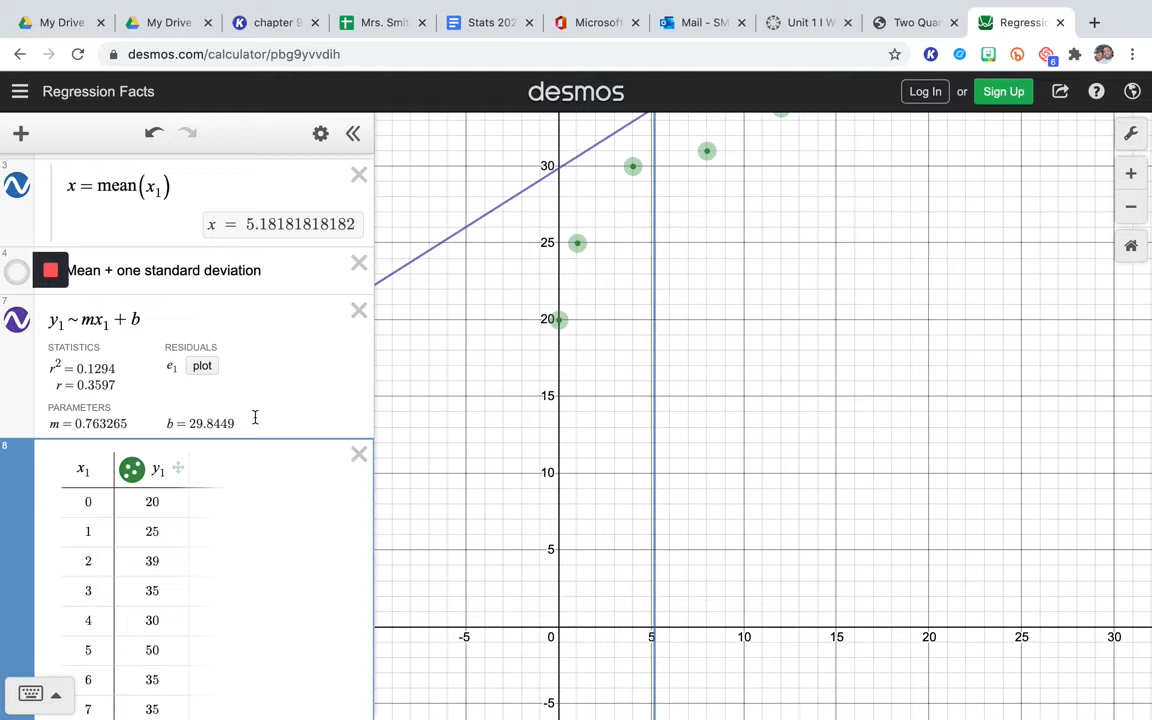 My Drive
My Drive
chapter 9
Mrs. Smit
Stats 202
Microsoft
Mail - SM
Unit 1 I W
Two Quar
Regressi
desmos.com/calculator/pbg9yvvdih
6
Regression Facts
desmos
Log In or Sign Up
3
x = mean(x₁)
x = 5.18181818182
4
Mean + one standard deviation
7
y₁ ~ mx₁ + b
STATISTICS RESIDUALS
r² = 0.1294 e₁ plot
r = 0.3597
PARAMETERS
m = 0.763265 b = 29.8449
8
x₁ y₁
0 20
1 25
2 39
3 35
4 30
5 50
6 35
7 35
30
25
20
15
10
5
-5 0 5 10 15 20 25 30
-5